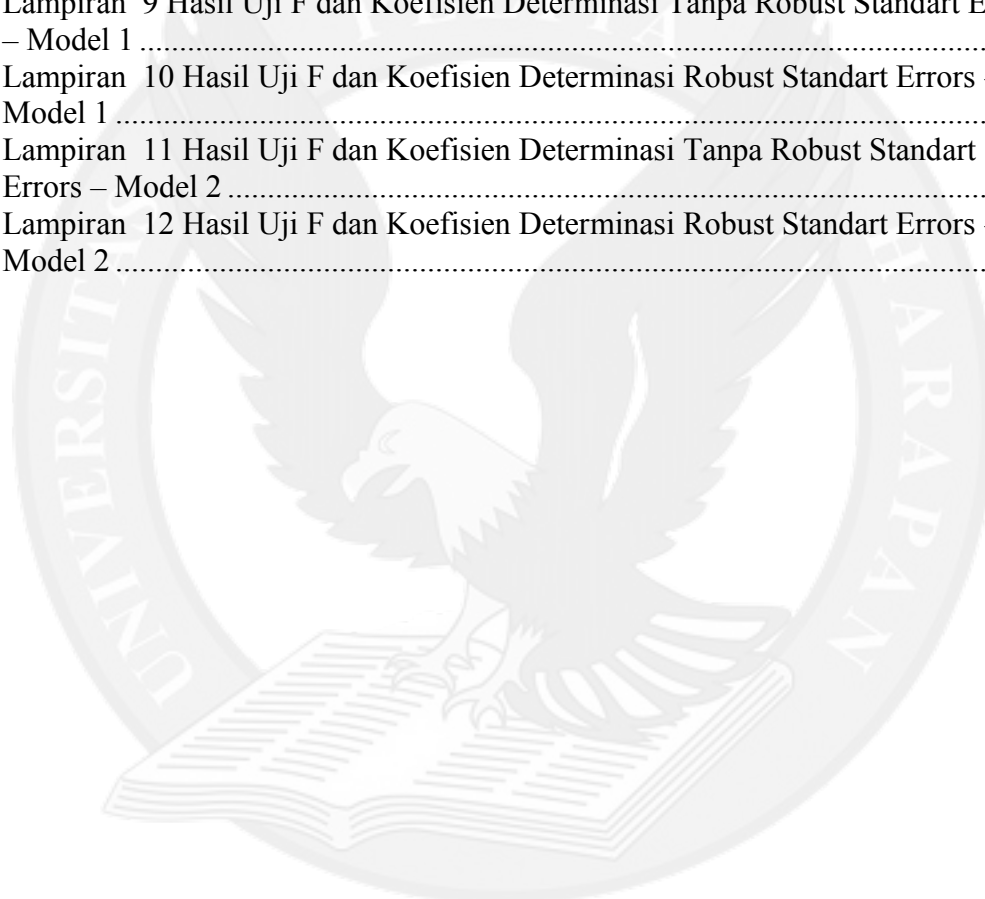 Lampiran 9 Hasil Uji F dan Koefisien Determinasi Tanpa Robust Standart E
– Model 1 ........................................................................................................
Lampiran 10 Hasil Uji F dan Koefisien Determinasi Robust Standart Errors -
Model 1 ...........................................................................................................
Lampiran 11 Hasil Uji F dan Koefisien Determinasi Tanpa Robust Standart
Errors – Model 2 ..............................................................................................
Lampiran 12 Hasil Uji F dan Koefisien Determinasi Robust Standart Errors -
Model 2 ...........................................................................................................
UNIVERSITAS
HARAPAN